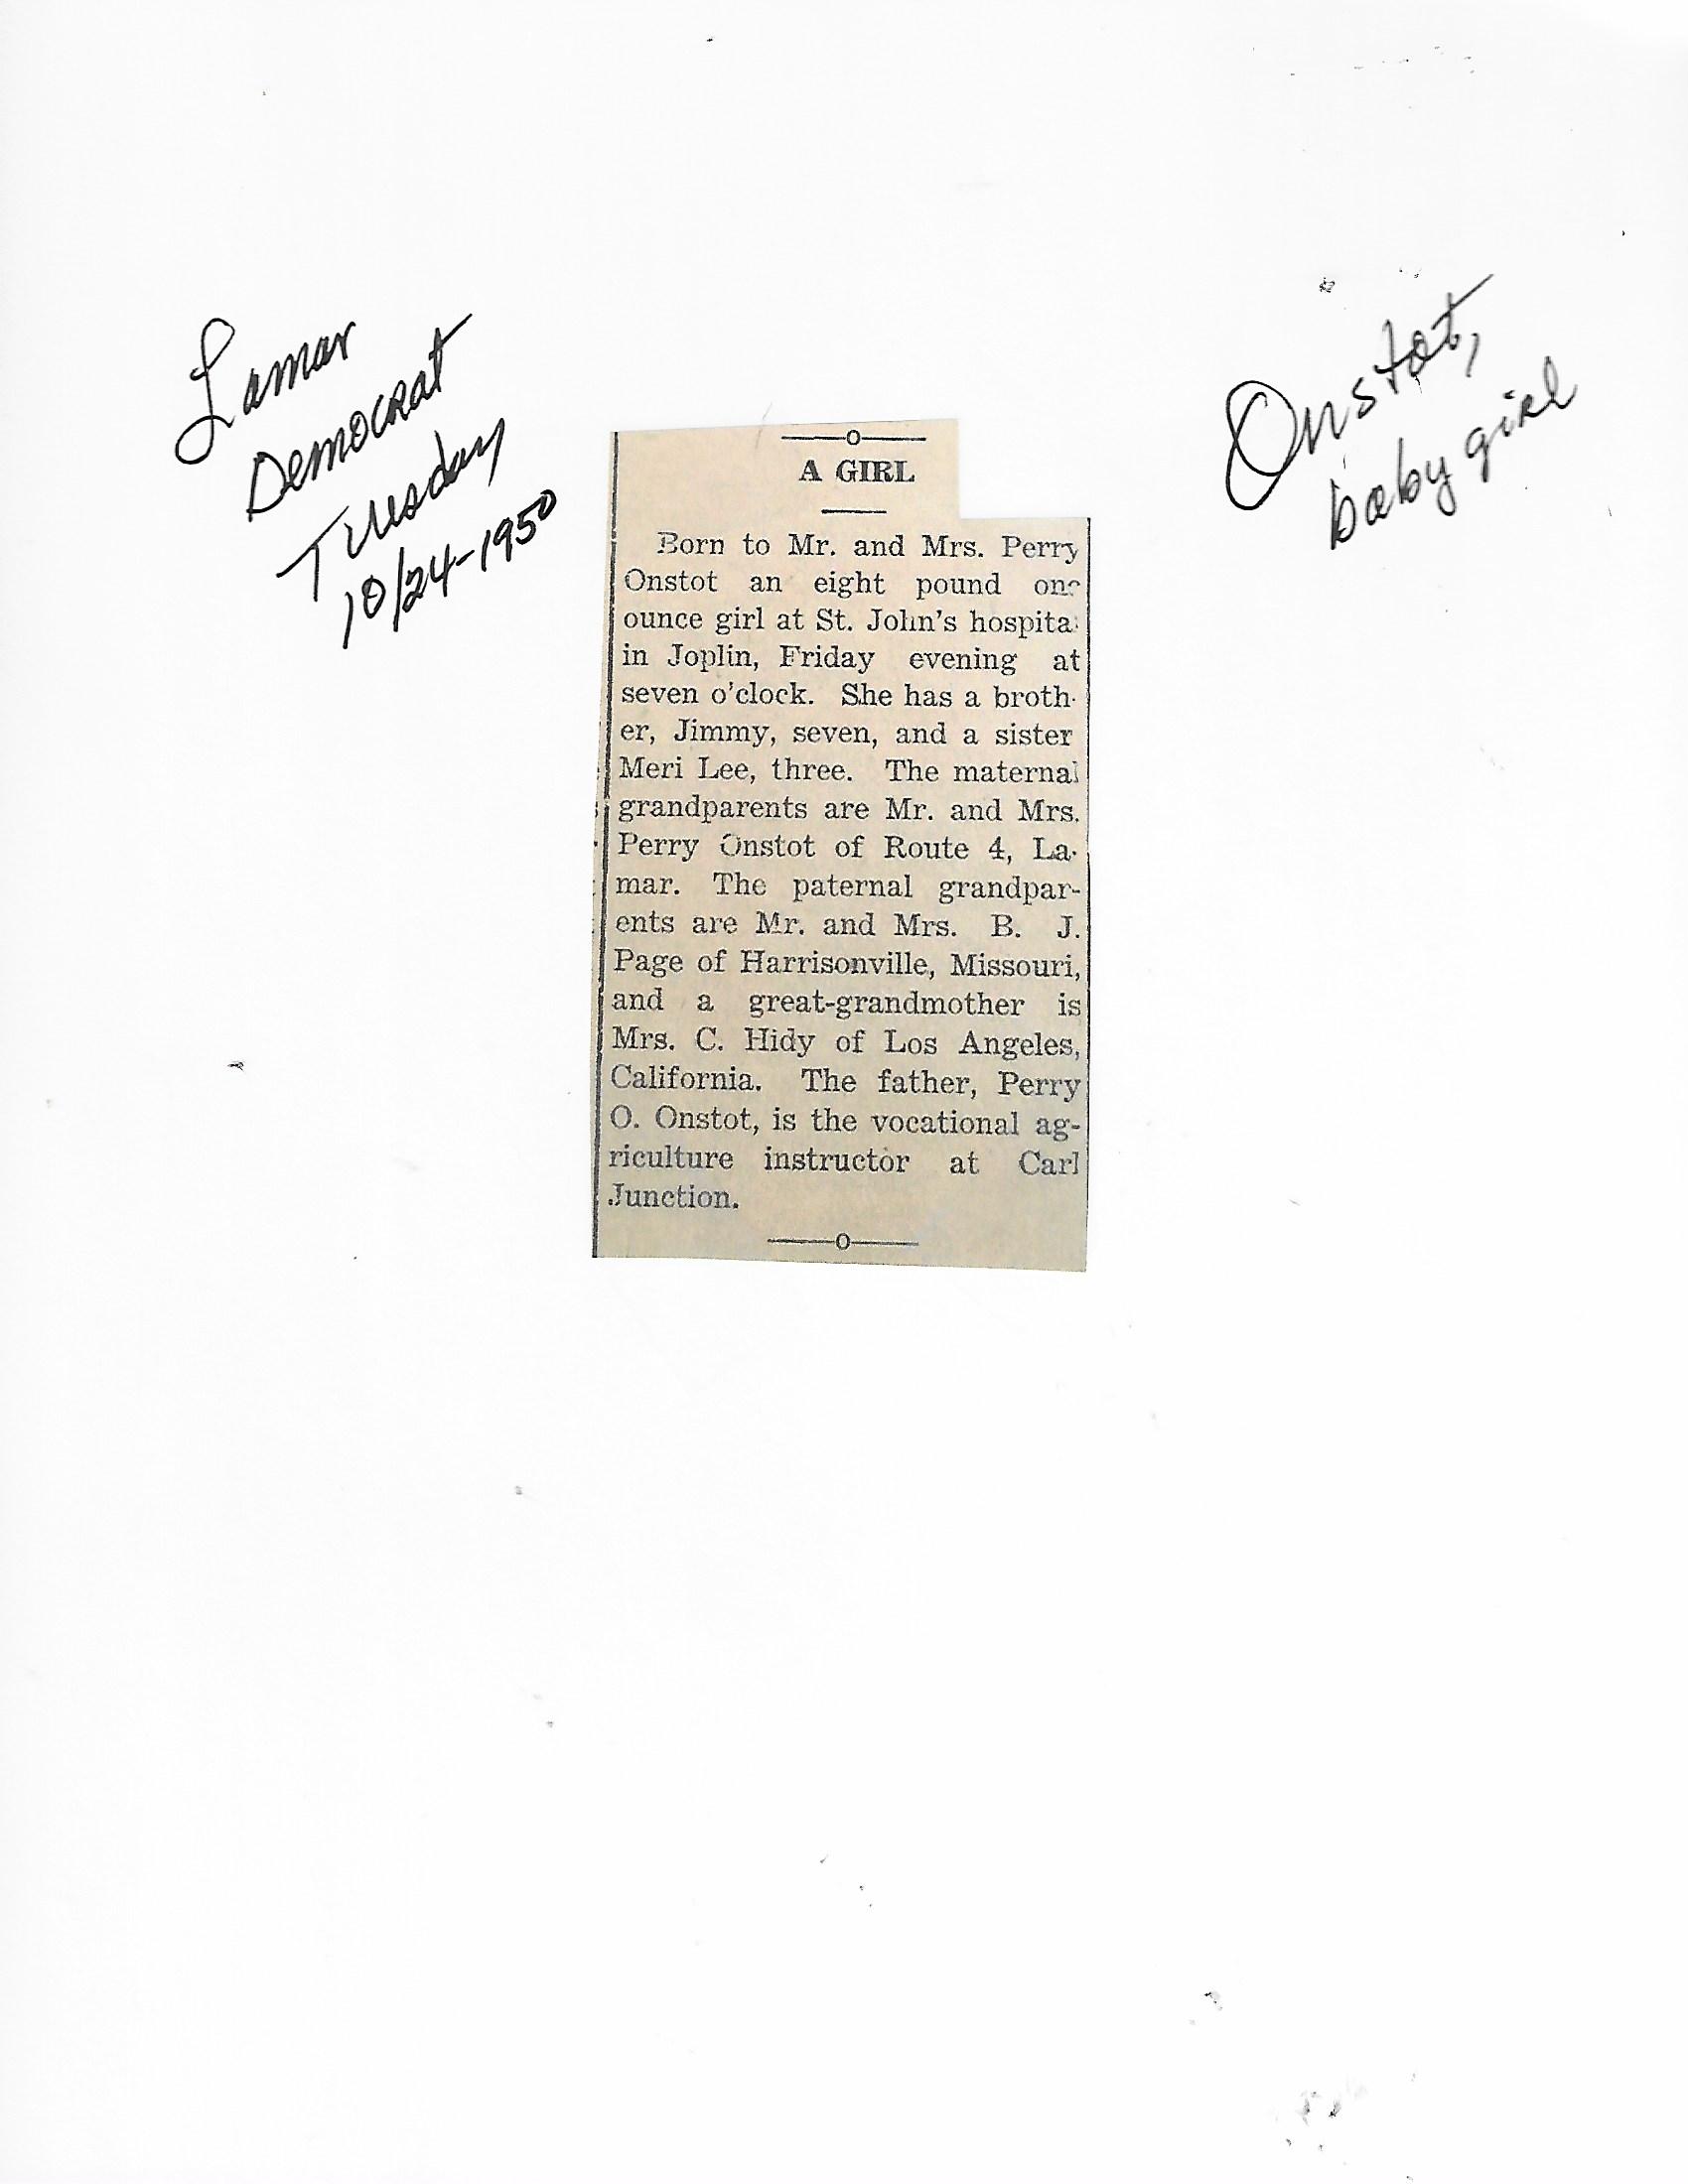 Lamar
Democrat
Tuesday
10/24-1950
Onstot,
baby girl
A GIRL
Born to Mr. and Mrs. Perry
Onstot an eight pound one
ounce girl at St. John's hospita
in Joplin, Friday evening at
seven o'clock. She has a broth-
er, Jimmy, seven, and a sister
Meri Lee, three. The maternal
grandparents are Mr. and Mrs.
Perry Onstot of Route 4, La-
mar. The paternal grandpar-
ents are Mr. and Mrs. B. J.
Page of Harrisonville, Missouri,
and a great-grandmother is
Mrs. C. Hidy of Los Angeles,
California. The father, Perry
O. Onstot, is the vocational ag-
riculture instructor at Carl
Junction.